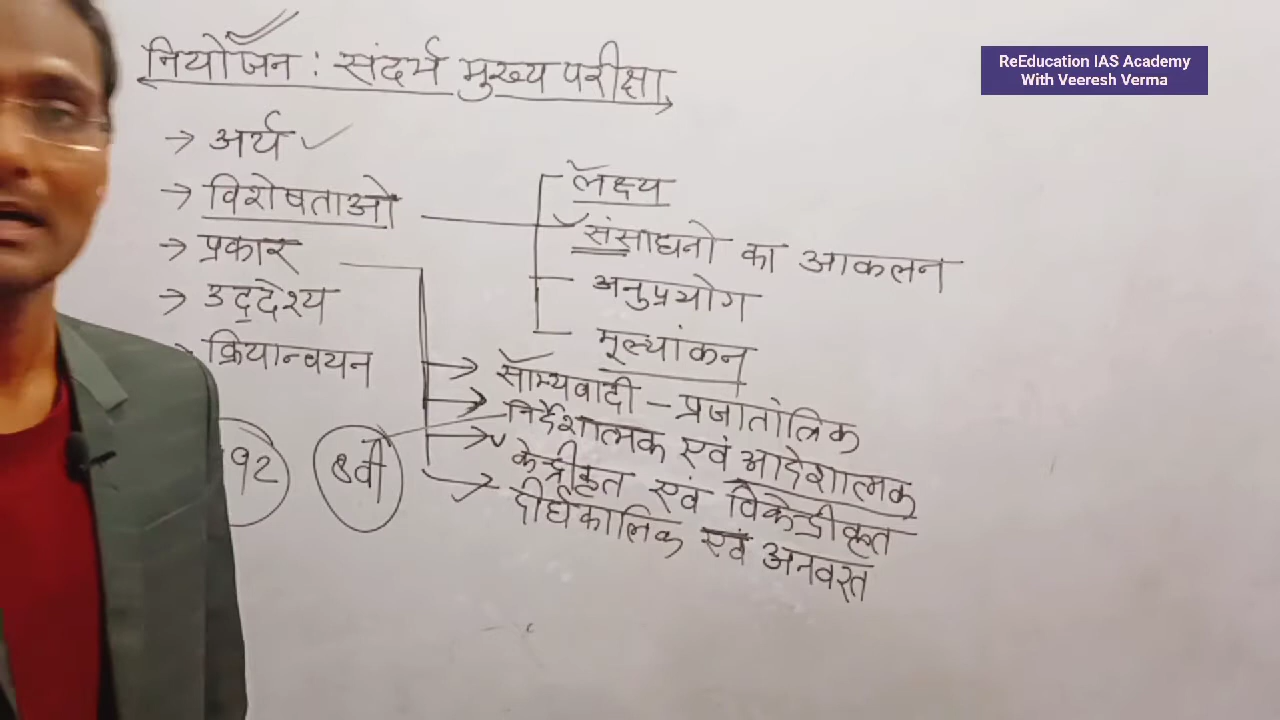 नियोजन : संदर्भ मुख्य परीक्षा
ReEducation IAS Academy
With Veeresh Verma
→ अर्थ ✓
→ विशेषताओ
→ प्रकार
→ उद्देश्य
क्रियान्वयन
लक्ष्य
संसाधनो का आकलन
अनुप्रयोग
मूल्यांकन
→ साम्यवादी – प्रजातांत्रिक
→ निर्देशात्मक एवं आदेशात्मक
→ केन्द्रीकृत एवं विकेन्द्रीकृत
→ दीर्घकालिक एवं अनवरत
92
8वी